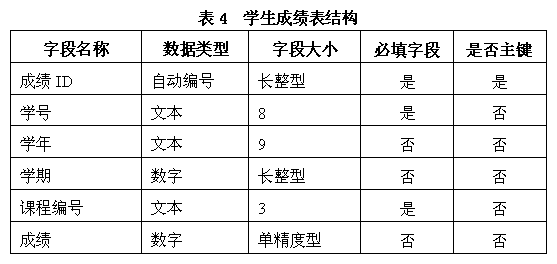 表 4 学生成绩表结构
字段名称 数据类型 字段大小 必填字段 是否主键
成绩 ID 自动编号 长整型 是 是
学号 文本 8 是 否
学年 文本 9 否 否
学期 数字 长整型 否 否
课程编号 文本 3 是 否
成绩 数字 单精度型 否 否